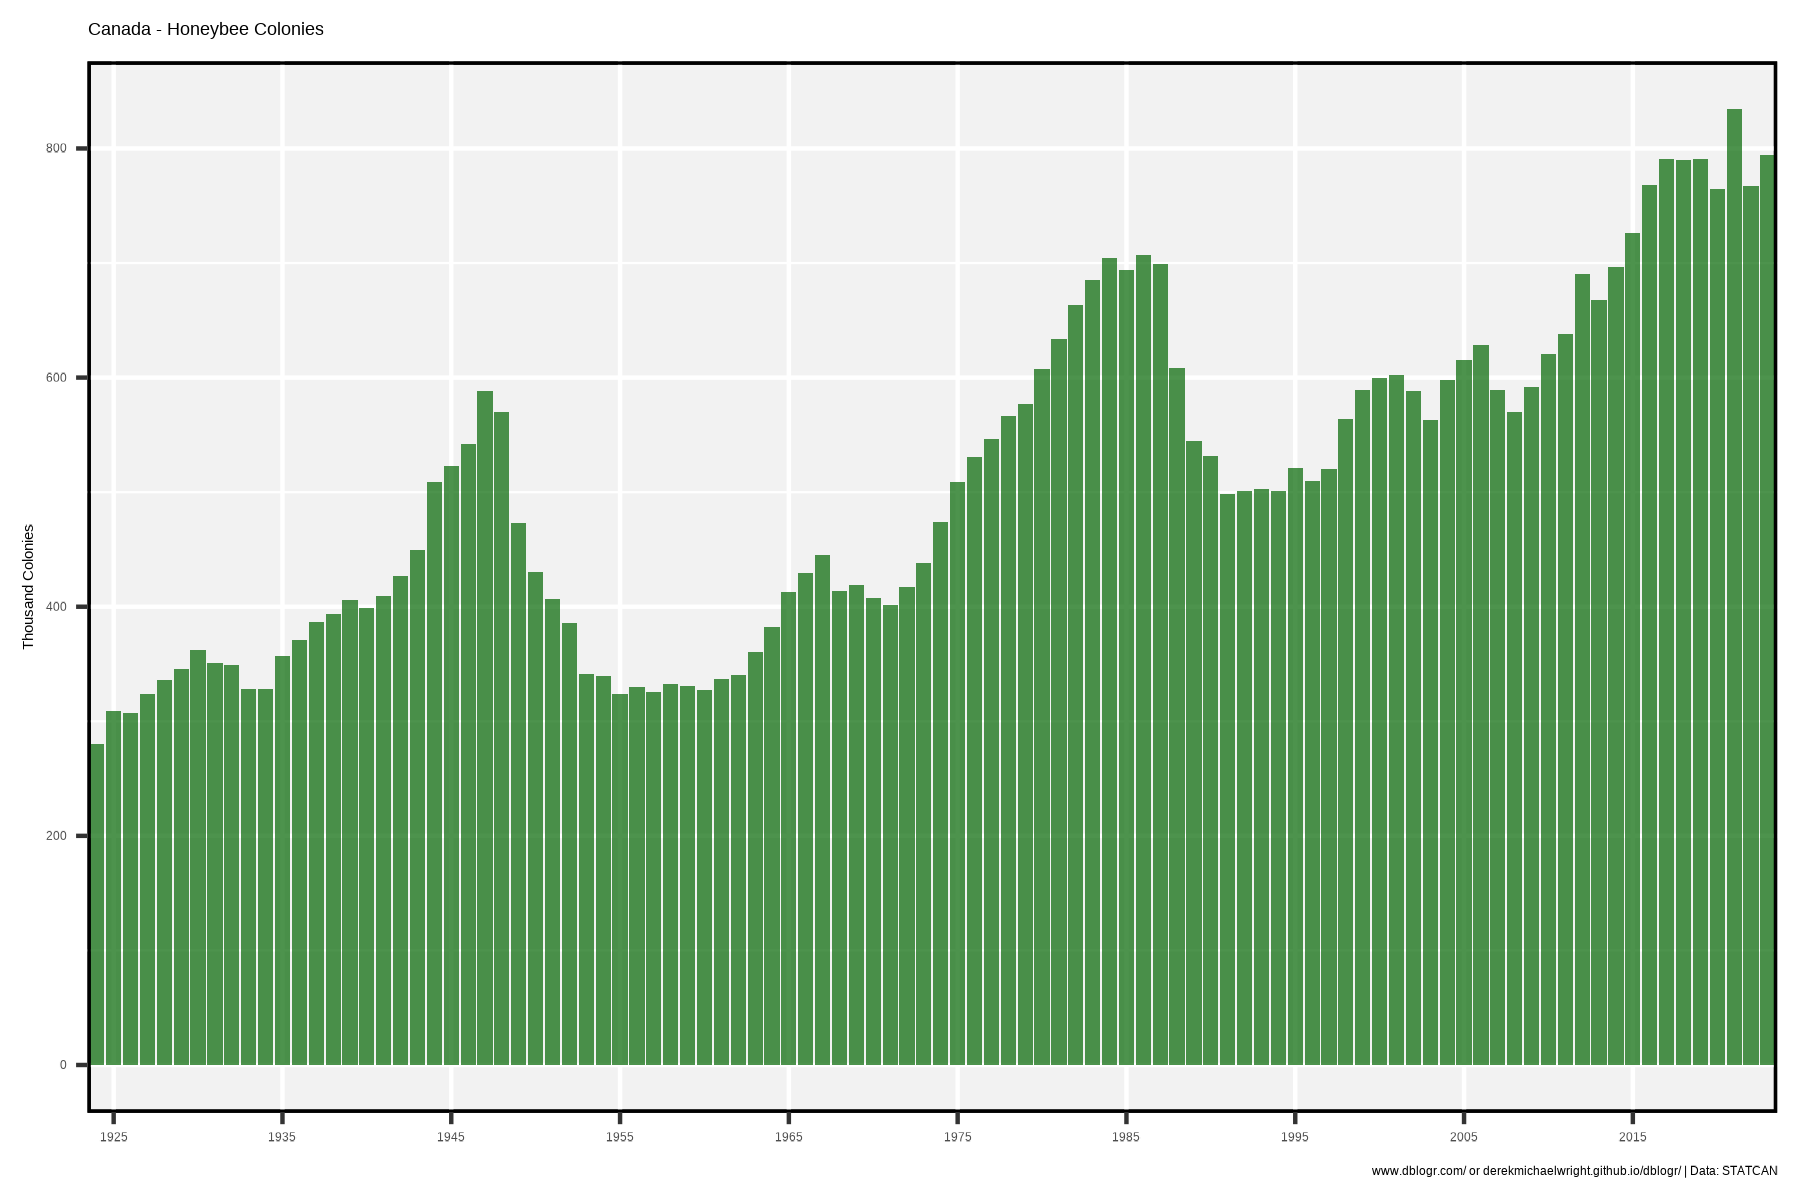 Canada - Honeybee Colonies
Thousand Colonies
800
600
400
200
0
1925 1935 1945 1955 1965 1975 1985 1995 2005 2015
www.dblogr.com/ or derekmichaelwright.github.io/dblogr/ | Data: STATCAN